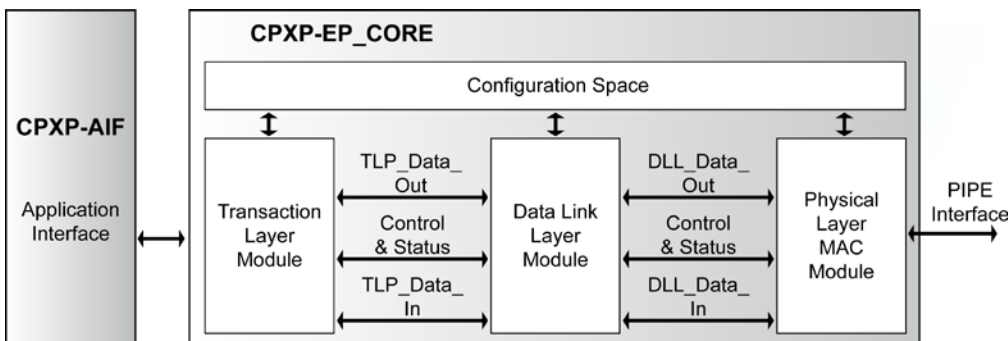 CPXP-EP_CORE
Configuration Space
CPXP-AIF
Application
Interface
Transaction
Layer
Module
TLP_Data_
Out
Control
& Status
TLP_Data_
In
Data Link
Layer
Module
DLL_Data_
Out
Control
& Status
DLL_Data_
In
Physical
Layer
MAC
Module
PIPE
Interface